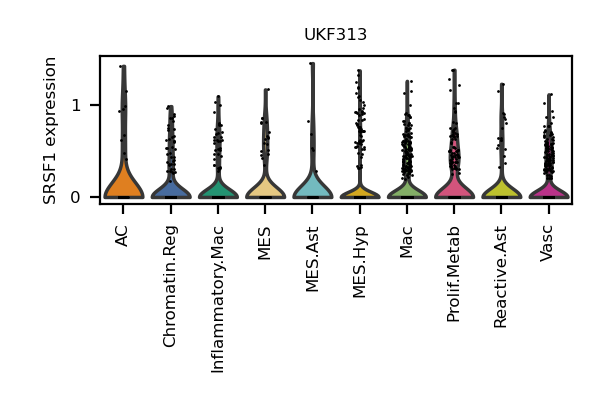 UKF313
SRSF1 expression
1
0
AC
Chromatin.Reg
Inflammatory.Mac
MES
MES.Ast
MES.Hyp
Mac
Prolif.Metab
Reactive.Ast
Vasc